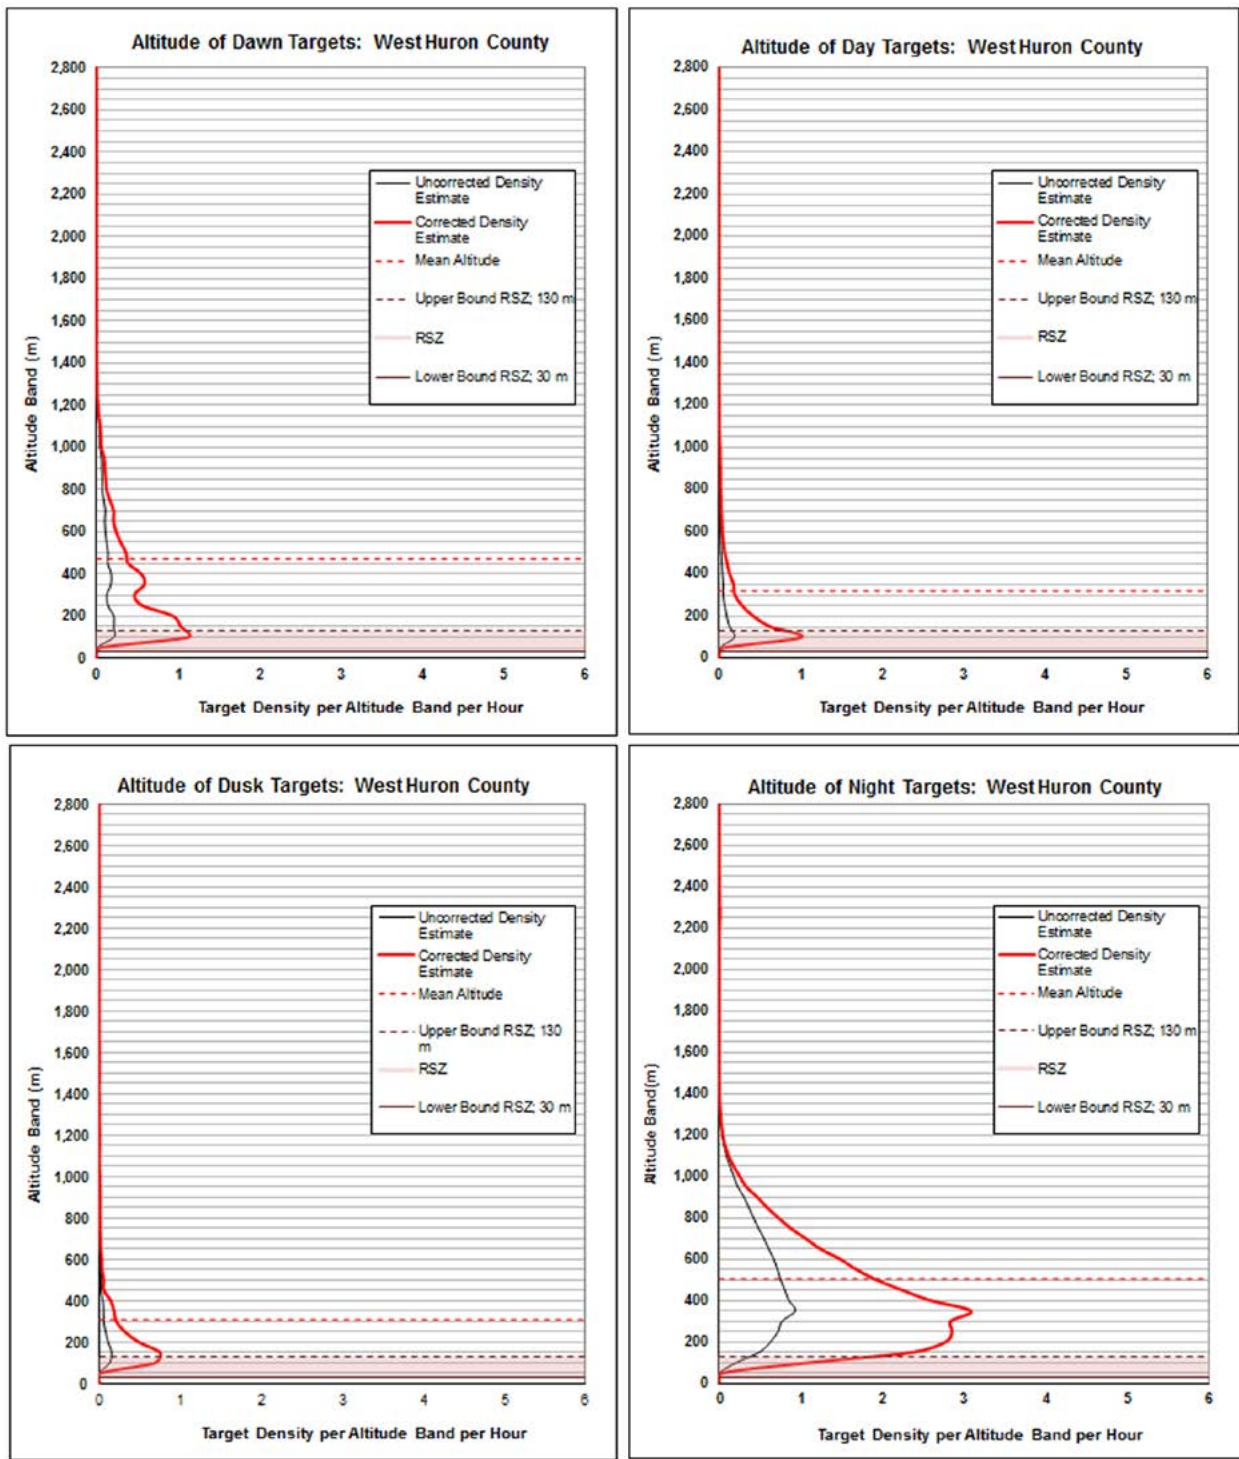 Altitude of Dawn Targets: West Huron County
2,800
2,600
2,400
2,200
2,000
1,800
1,600
1,400
1,200
1,000
800
600
400
200
0
Altitude Band (m)
Uncorrected Density
Estimate
Corrected Density
Estimate
Mean Altitude
Upper Bound RSZ; 130 m
RSZ
Lower Bound RSZ; 30 m
0 1 2 3 4 5 6
Target Density per Altitude Band per Hour
Altitude of Day Targets: West Huron County
2,800
2,600
2,400
2,200
2,000
1,800
1,600
1,400
1,200
1,000
800
600
400
200
0
Altitude Band (m)
Uncorrected Density
Estimate
Corrected Density
Estimate
Mean Altitude
Upper Bound RSZ; 130 m
RSZ
Lower Bound RSZ; 30 m
0 1 2 3 4 5 6
Target Density per Altitude Band per Hour
Altitude of Dusk Targets: West Huron County
2,800
2,600
2,400
2,200
2,000
1,800
1,600
1,400
1,200
1,000
800
600
400
200
0
Altitude Band (m)
Uncorrected Density
Estimate
Corrected Density
Estimate
Mean Altitude
Upper Bound RSZ; 130
m
RSZ
Lower Bound RSZ; 30 m
0 1 2 3 4 5 6
Target Density per Altitude Band per Hour
Altitude of Night Targets: West Huron County
2,800
2,600
2,400
2,200
2,000
1,800
1,600
1,400
1,200
1,000
800
600
400
200
0
Altitude Band(m)
Uncorrected Density
Estimate
Corrected Density
Estimate
Mean Altitude
Upper Bound RSZ; 130 m
RSZ
Lower Bound RSZ; 30 m
0 1 2 3 4 5 6
Target Density per Altitude Band per Hour